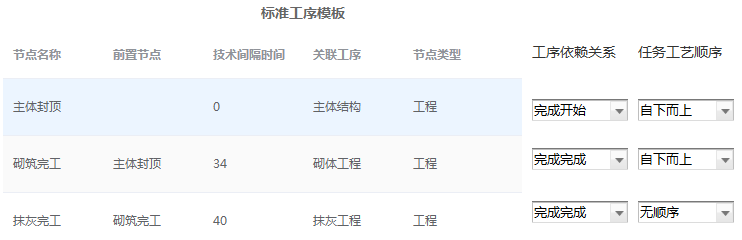 标准工序模板
节点名称 前置节点 技术间隔时间 关联工序 节点类型 工序依赖关系 任务工艺顺序
主体封顶 0 主体结构 工程 完成开始 自下而上
砌筑完工 主体封顶 34 砌体工程 工程 完成完成 自下而上
抹灰完工 砌筑完工 40 抹灰工程 工程 完成完成 无顺序